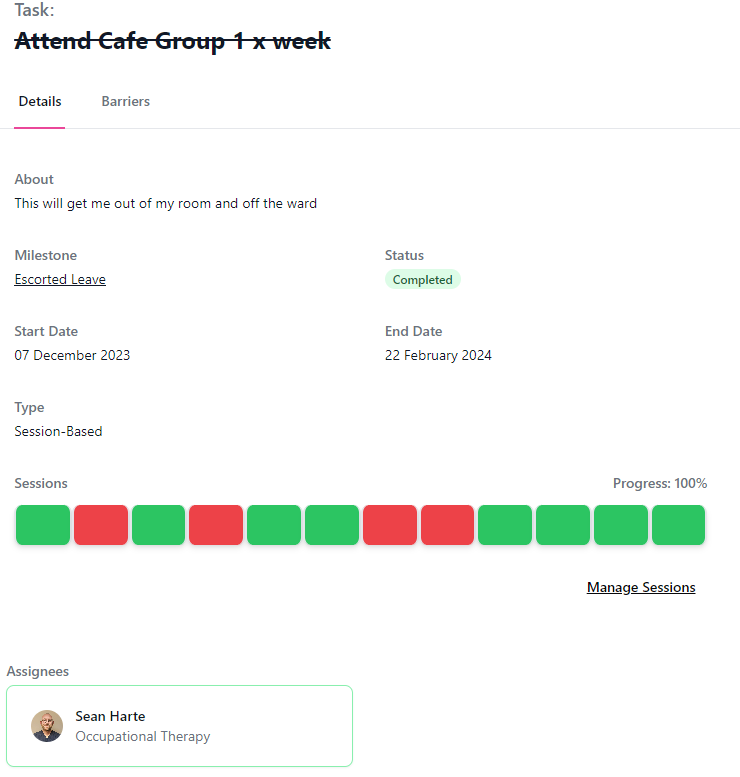 Task:
Attend Cafe Group 1 x week
Details Barriers
About
This will get me out of my room and off the ward
Milestone Status
Escorted Leave Completed
Start Date End Date
07 December 2023 22 February 2024
Type
Session-Based
Sessions Progress: 100%
Manage Sessions
Assignees
Sean Harte
Occupational Therapy